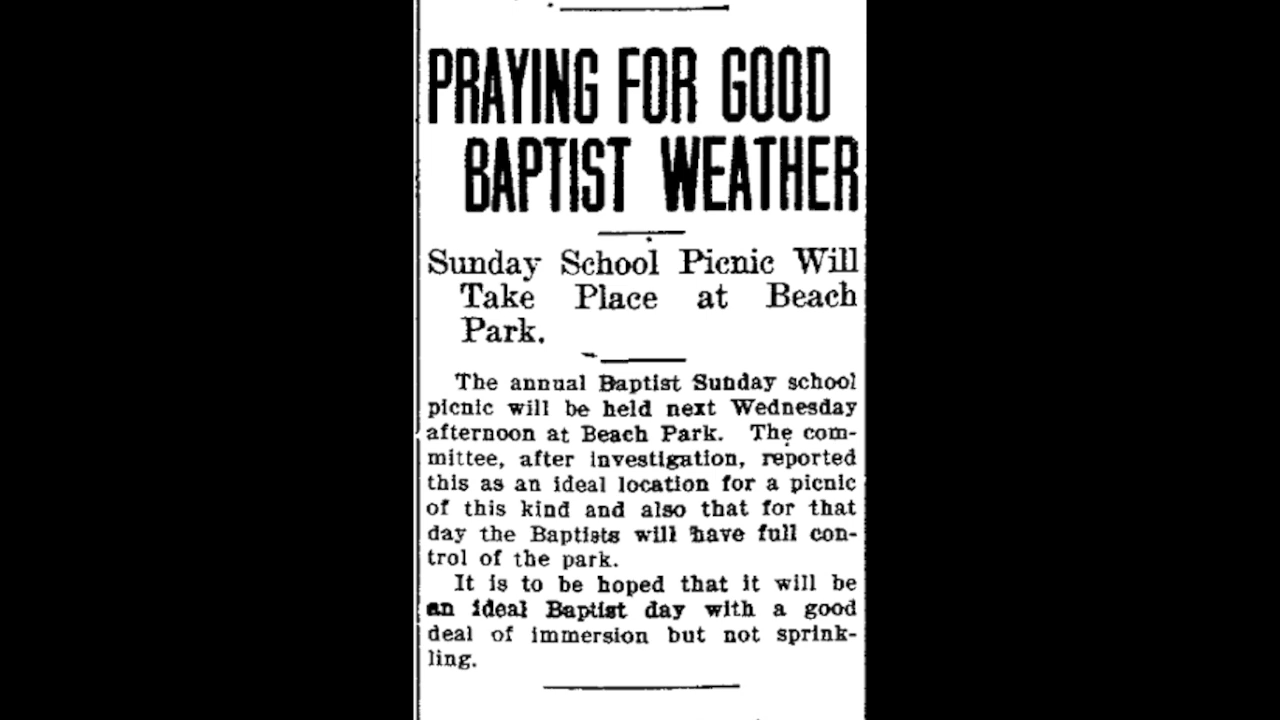 PRAYING FOR GOOD
BAPTIST WEATHER
Sunday School Picnic Will
Take Place at Beach
Park.
The annual Baptist Sunday school
picnic will be held next Wednesday
afternoon at Beach Park. The com-
mittee, after investigation, reported
this as an ideal location for a picnic
of this kind and also that for that
day the Baptists will have full con-
trol of the park.
It is to be hoped that it will be
an ideal Baptist day with a good
deal of immersion but not sprink-
ling.